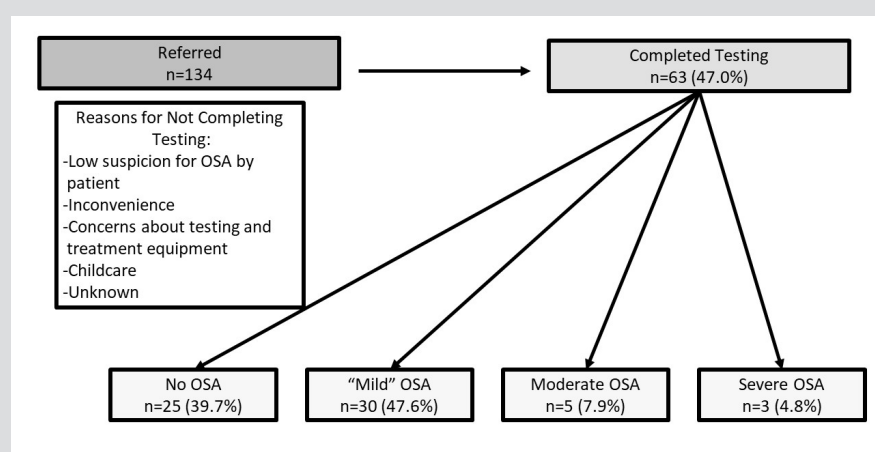 Referred
n=134
Completed Testing
n=63 (47.0%)
Reasons for Not Completing
Testing:
-Low suspicion for OSA by
patient
-Inconvenience
-Concerns about testing and
treatment equipment
-Childcare
-Unknown
No OSA
n=25 (39.7%)
“Mild” OSA
n=30 (47.6%)
Moderate OSA
n=5 (7.9%)
Severe OSA
n=3 (4.8%)